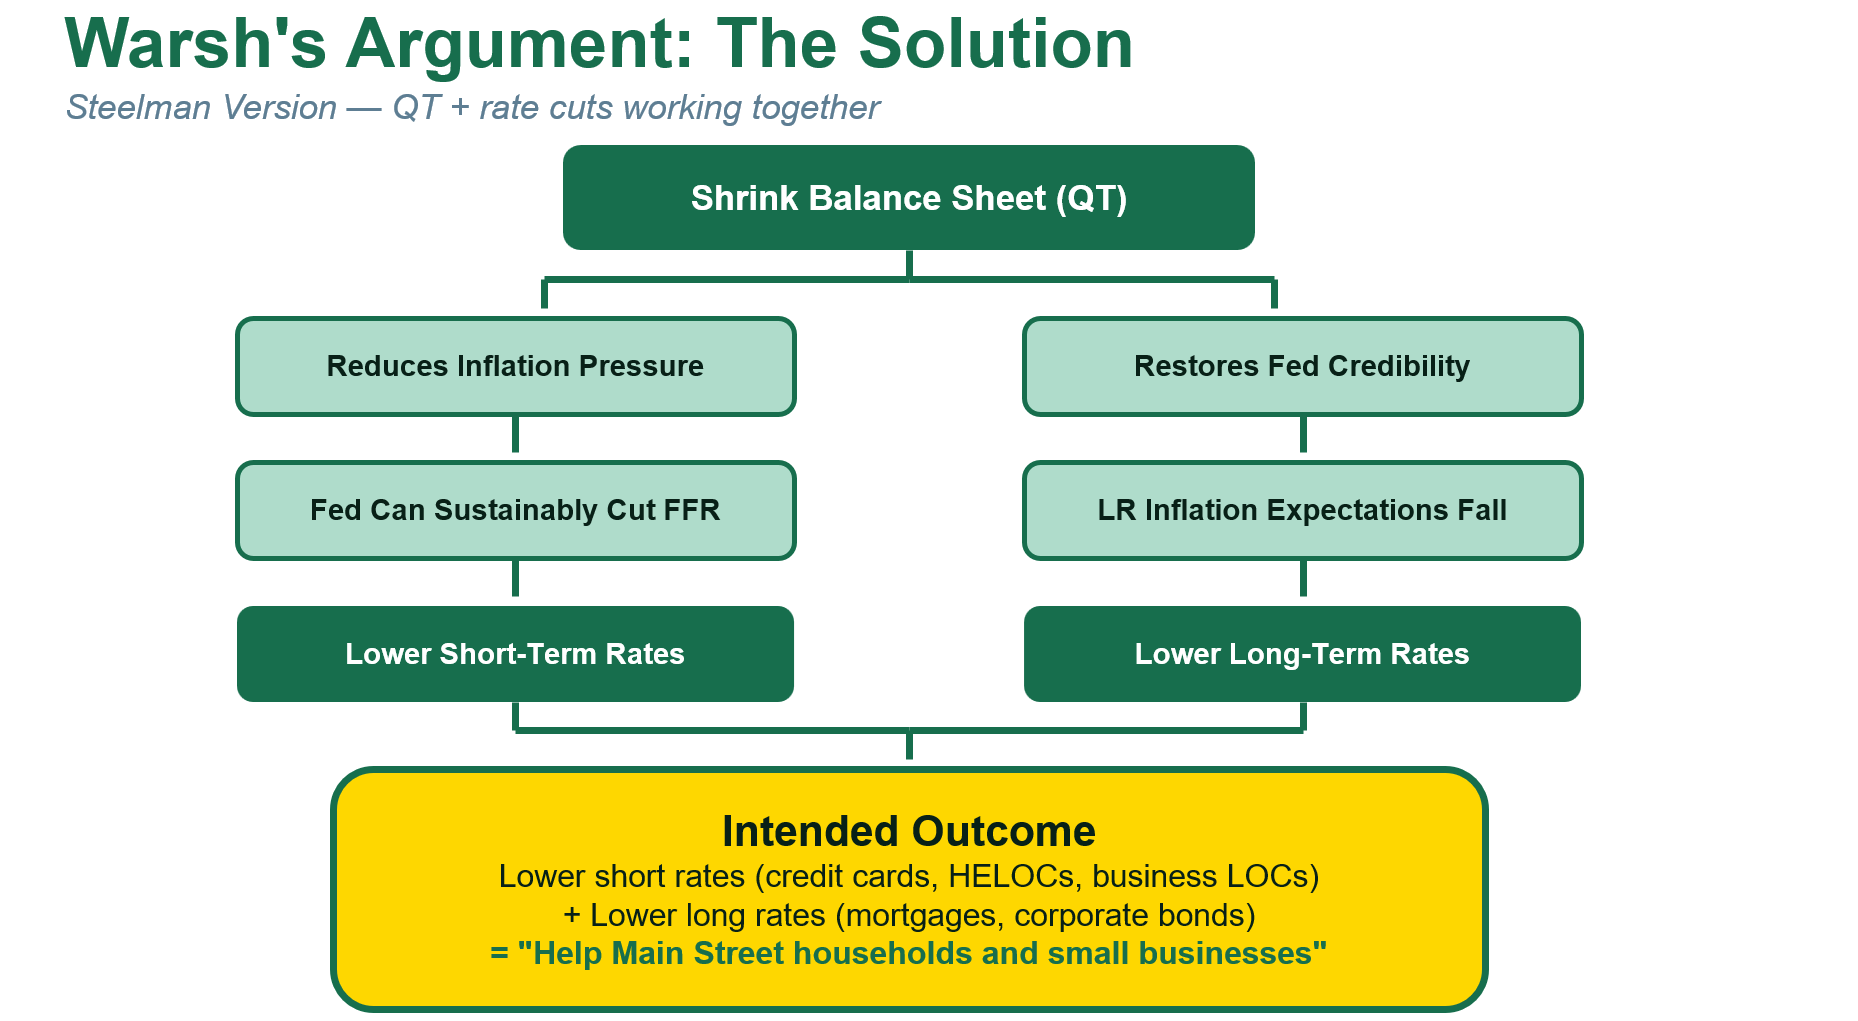 Warsh's Argument: The Solution
Steelman Version — QT + rate cuts working together
Shrink Balance Sheet (QT)
Reduces Inflation Pressure
Restores Fed Credibility
Fed Can Sustainably Cut FFR
LR Inflation Expectations Fall
Lower Short-Term Rates
Lower Long-Term Rates
Intended Outcome
Lower short rates (credit cards, HELOCs, business LOCs)
+ Lower long rates (mortgages, corporate bonds)
= "Help Main Street households and small businesses"